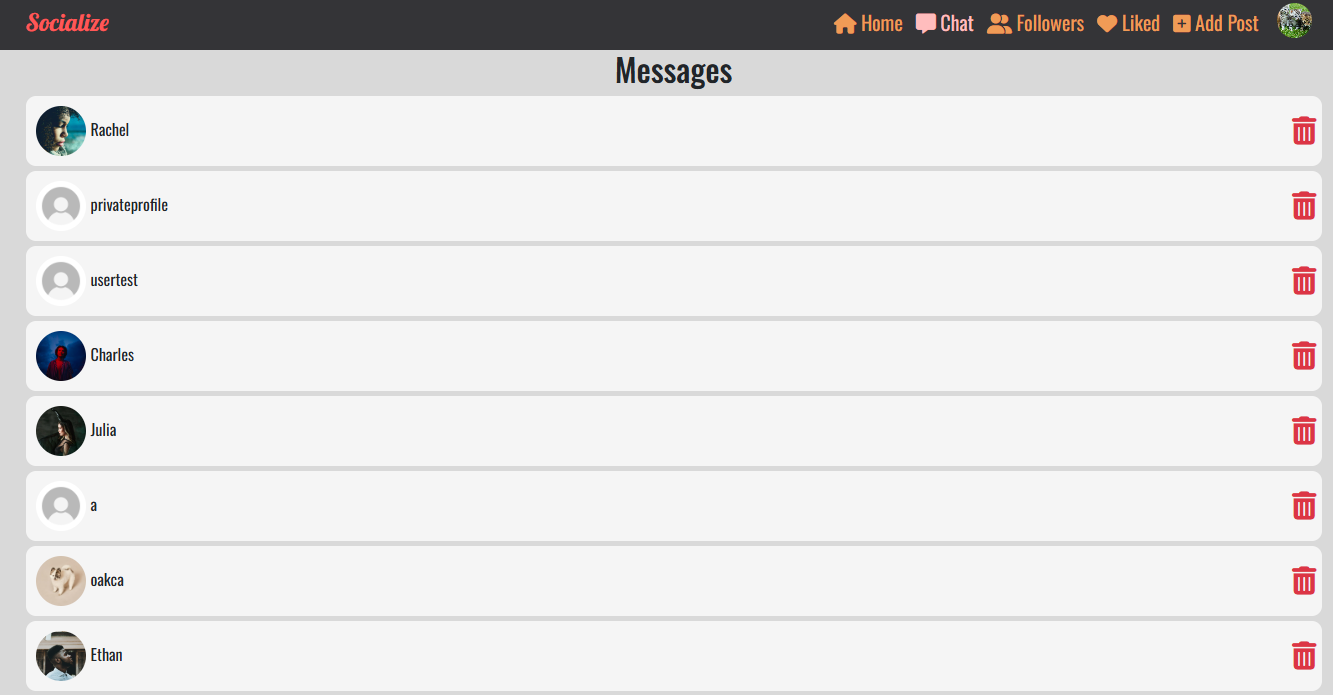 Socialize Home Chat Followers Liked Add Post
Messages
Rachel
privateprofile
usertest
Charles
Julia
a
oakca
Ethan